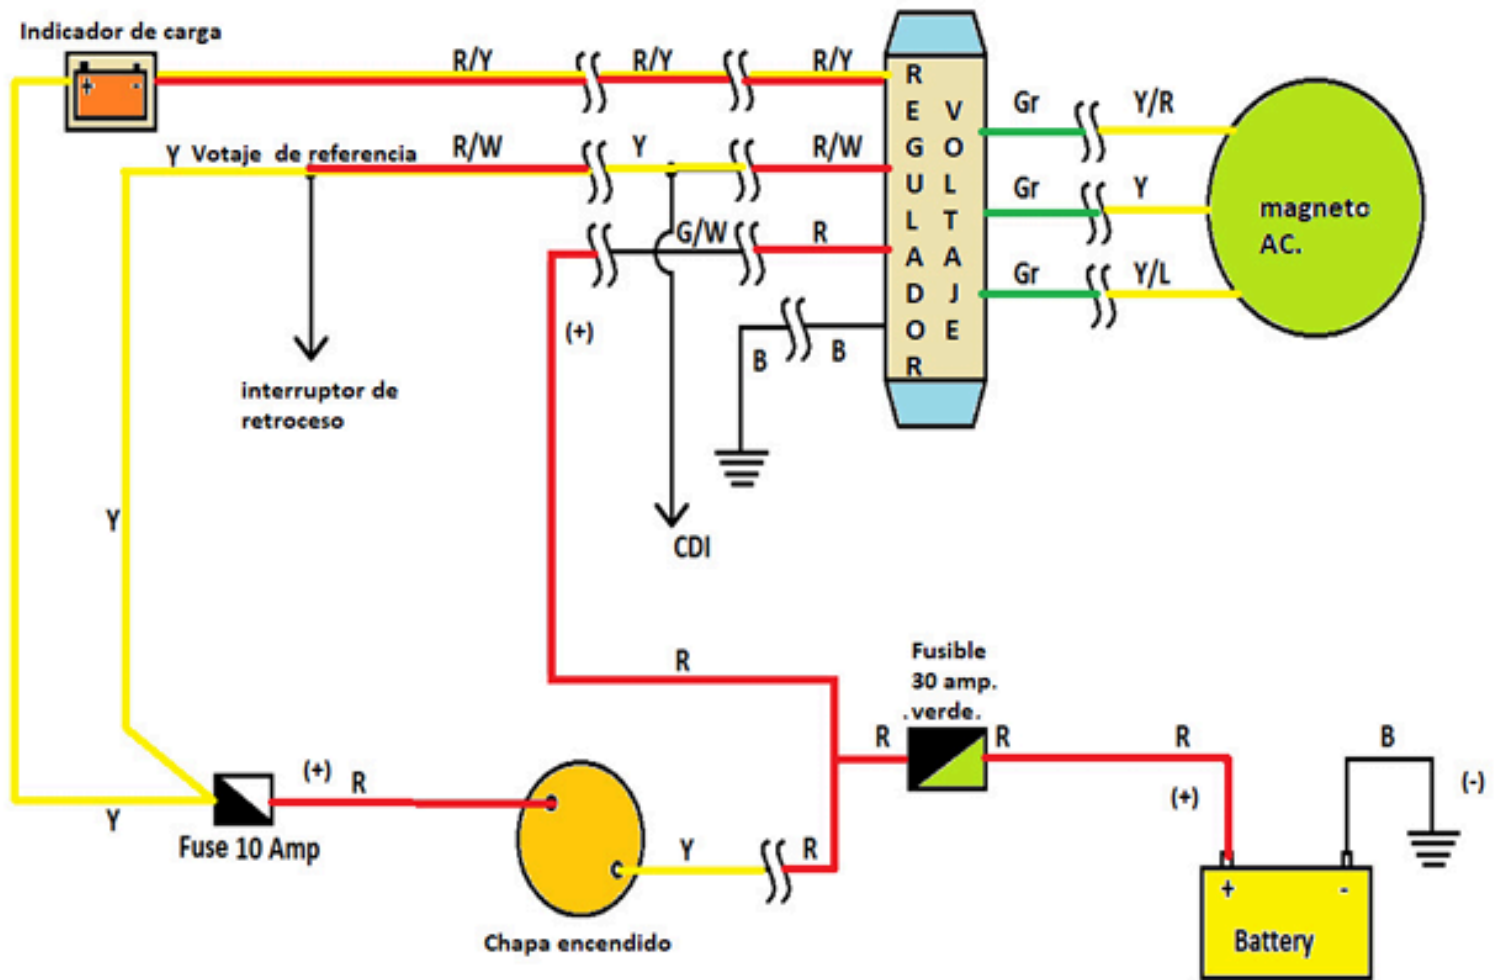 Indicador de carga
R/Y
R/Y
R/Y
+ -
Y Votaje de referencia
R/W
Y
R/W
G/W
R
(+)
B
B
R
E
G
U
L
A
D
O
R
V
O
L
T
A
J
E
Gr
Y/R
Gr
Y
Gr
Y/L
magneto
AC.
interruptor de
retroceso
Y
CDI
R
Fusible
30 amp.
.verde.
R
R
R
B
(+)
(-)
(+)
R
Y
Fuse 10 Amp
Y
R
Chapa encendido
+ -
Battery